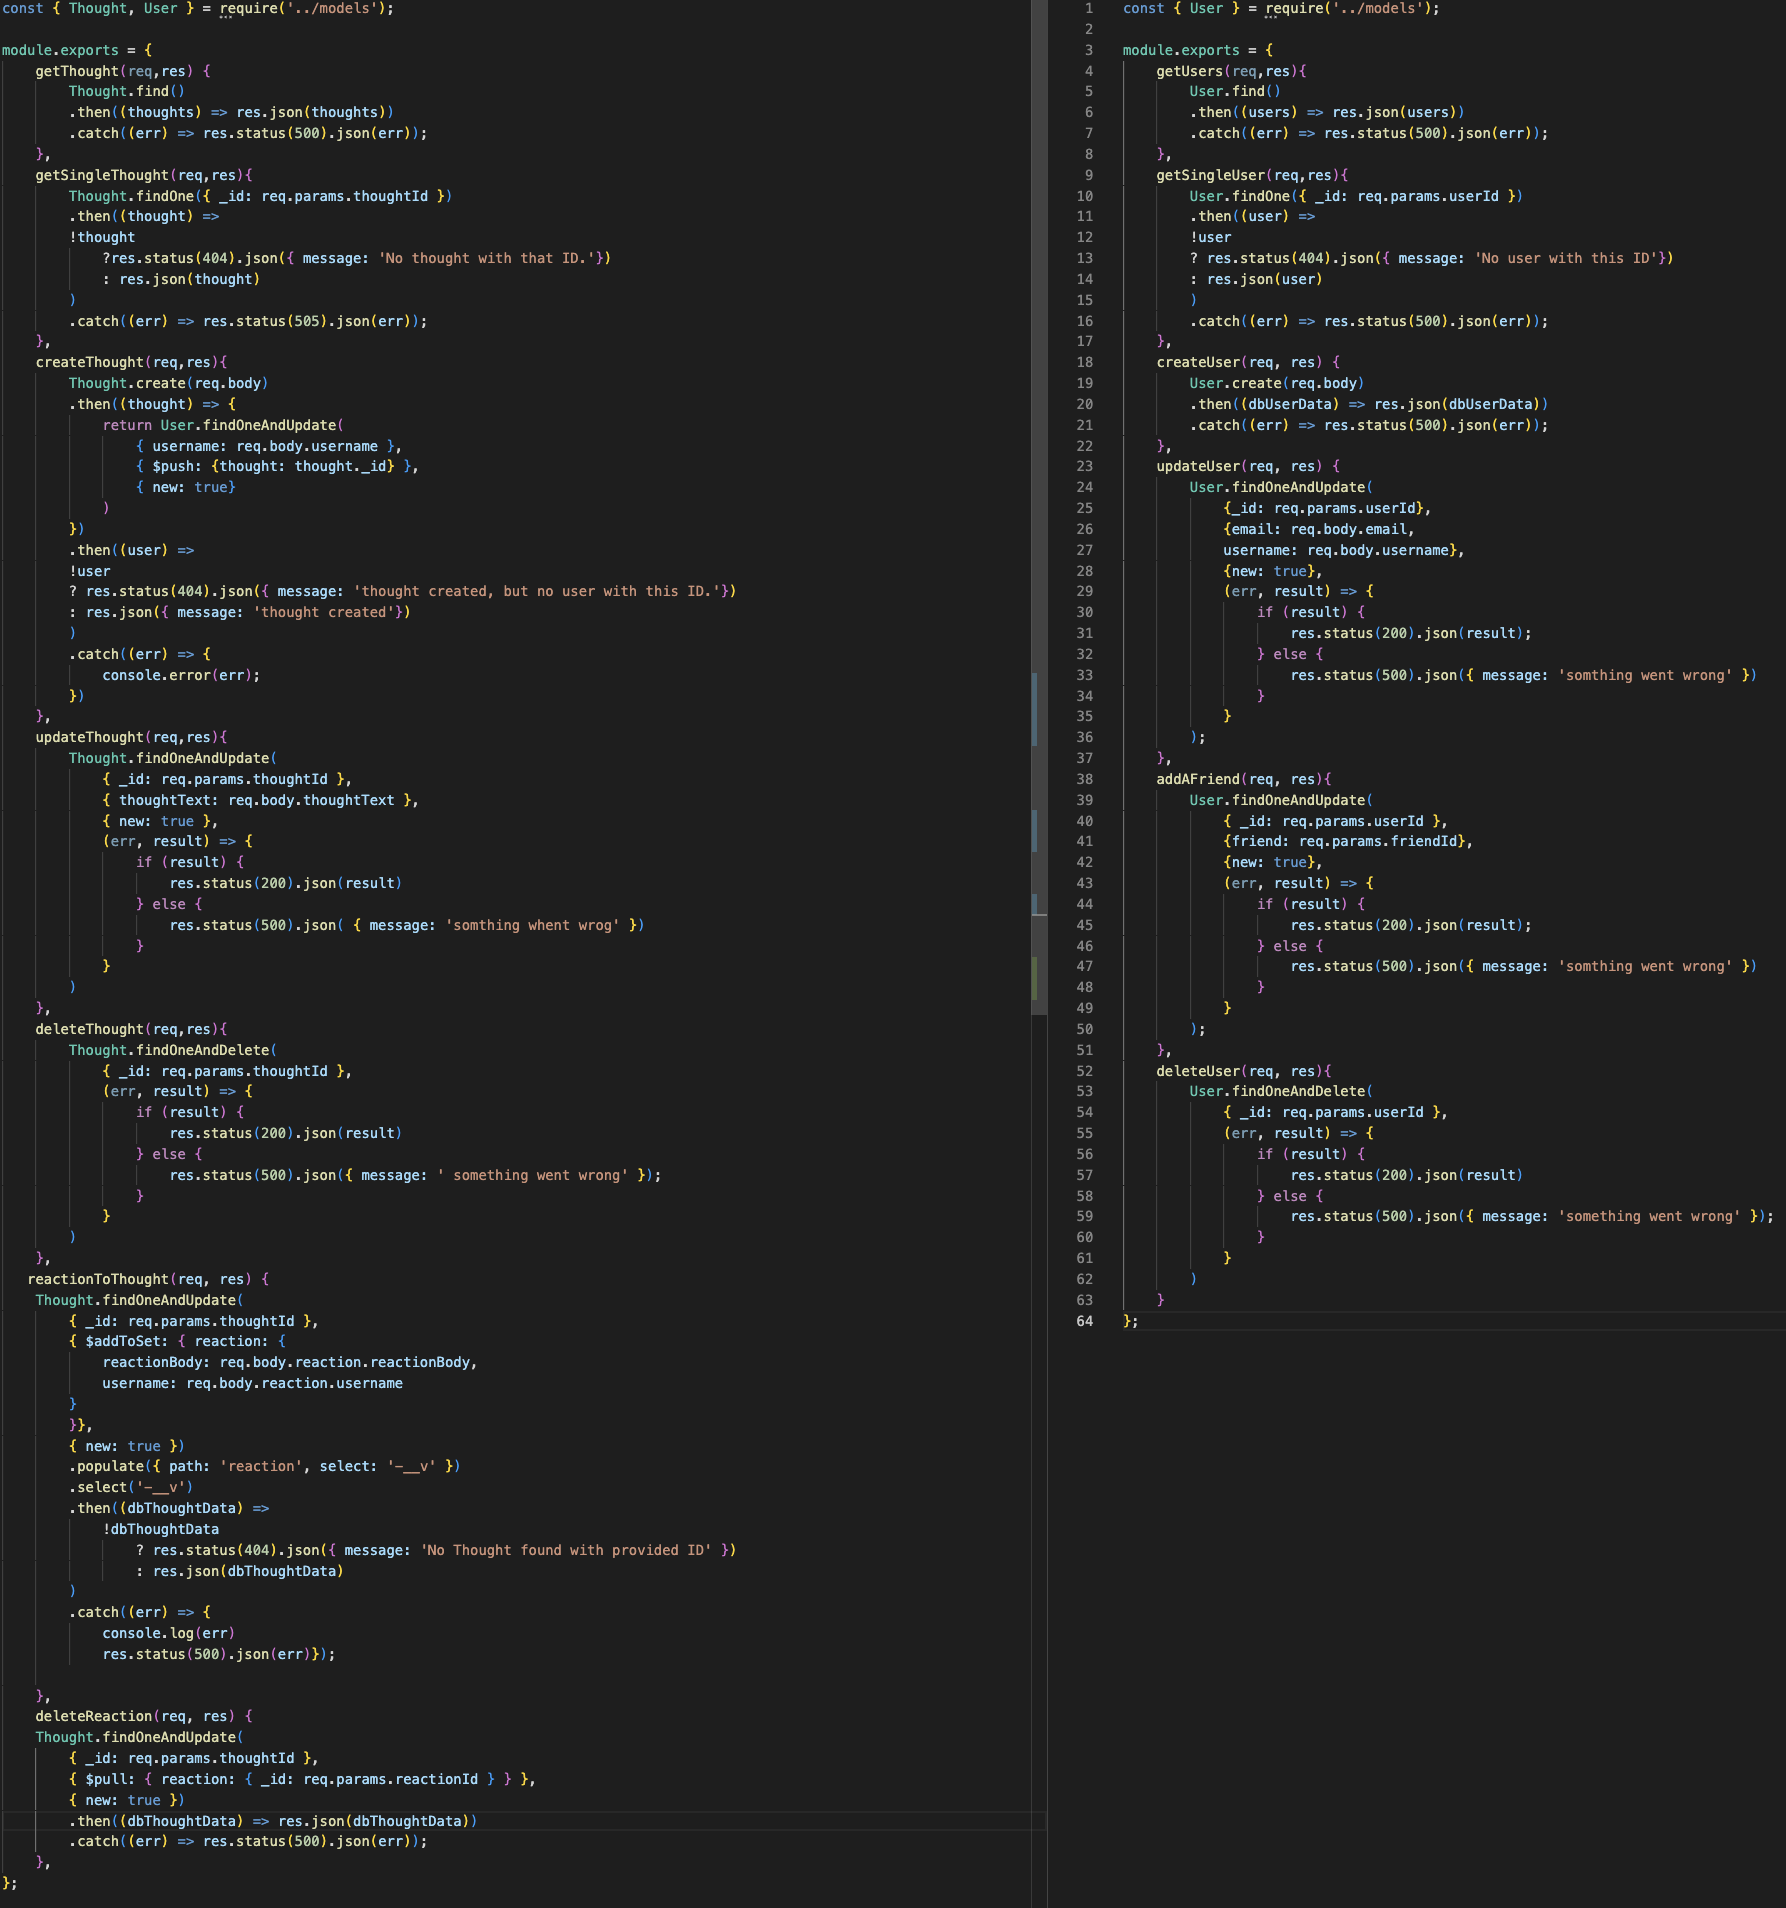 const { Thought, User } = require('../models');

module.exports = {
    getThought(req,res) {
        Thought.find()
        .then((thoughts) => res.json(thoughts))
        .catch((err) => res.status(500).json(err));
    },
    getSingleThought(req,res){
        Thought.findOne({ _id: req.params.thoughtId })
        .then((thought) =>
        !thought
            ?res.status(404).json({ message: 'No thought with that ID.'})
            : res.json(thought)
        )
        .catch((err) => res.status(505).json(err));
    },
    createThought(req,res){
        Thought.create(req.body)
        .then((thought) => {
            return User.findOneAndUpdate(
                { username: req.body.username },
                { $push: {thought: thought._id} },
                { new: true}
            )
        })
        .then((user) =>
        !user
        ? res.status(404).json({ message: 'thought created, but no user with this ID.'})
        : res.json({ message: 'thought created'})
        )
        .catch((err) => {
            console.error(err);
        })
    },
    updateThought(req,res){
        Thought.findOneAndUpdate(
            { _id: req.params.thoughtId },
            { thoughtText: req.body.thoughtText },
            { new: true },
            (err, result) => {
                if (result) {
                    res.status(200).json(result)
                } else {
                    res.status(500).json( { message: 'somthing whent wrog' })
                }
            }
        )
    },
    deleteThought(req,res){
        Thought.findOneAndDelete(
            { _id: req.params.thoughtId },
            (err, result) => {
                if (result) {
                    res.status(200).json(result)
                } else {
                    res.status(500).json({ message: ' something went wrong' });
                }
            }
        )
    },
   reactionToThought(req, res) {
    Thought.findOneAndUpdate(
        { _id: req.params.thoughtId },
        { $addToSet: { reaction: {
            reactionBody: req.body.reaction.reactionBody,
            username: req.body.reaction.username
        }
        }},
        { new: true })
        .populate({ path: 'reaction', select: '-__v' })
        .select('-__v')
        .then((dbThoughtData) =>
            !dbThoughtData
                ? res.status(404).json({ message: 'No Thought found with provided ID' })
                : res.json(dbThoughtData)
        )
        .catch((err) => {
            console.log(err)
            res.status(500).json(err)});

    },
    deleteReaction(req, res) {
    Thought.findOneAndUpdate(
        { _id: req.params.thoughtId },
        { $pull: { reaction: { _id: req.params.reactionId } } },
        { new: true })
        .then((dbThoughtData) => res.json(dbThoughtData))
        .catch((err) => res.status(500).json(err));
    },
};
1 const { User } = require('../models');
2
3 module.exports = {
4     getUsers(req,res){
5         User.find()
6         .then((users) => res.json(users))
7         .catch((err) => res.status(500).json(err));
8     },
9     getSingleUser(req,res){
10         User.findOne({ _id: req.params.userId })
11         .then((user) =>
12         !user
13         ? res.status(404).json({ message: 'No user with this ID'})
14         : res.json(user)
15         )
16         .catch((err) => res.status(500).json(err));
17     },
18     createUser(req, res) {
19         User.create(req.body)
20         .then((dbUserData) => res.json(dbUserData))
21         .catch((err) => res.status(500).json(err));
22     },
23     updateUser(req, res) {
24         User.findOneAndUpdate(
25             {_id: req.params.userId},
26             {email: req.body.email,
27             username: req.body.username},
28             {new: true},
29             (err, result) => {
30                 if (result) {
31                     res.status(200).json(result);
32                 } else {
33                     res.status(500).json({ message: 'somthing went wrong' })
34                 }
35             }
36         );
37     },
38     addAFriend(req, res){
39         User.findOneAndUpdate(
40             { _id: req.params.userId },
41             {friend: req.params.friendId},
42             {new: true},
43             (err, result) => {
44                 if (result) {
45                     res.status(200).json(result);
46                 } else {
47                     res.status(500).json({ message: 'somthing went wrong' })
48                 }
49             }
50         );
51     },
52     deleteUser(req, res){
53         User.findOneAndDelete(
54             { _id: req.params.userId },
55             (err, result) => {
56                 if (result) {
57                     res.status(200).json(result)
58                 } else {
59                     res.status(500).json({ message: 'something went wrong' });
60                 }
61             }
62         )
63     }
64 };